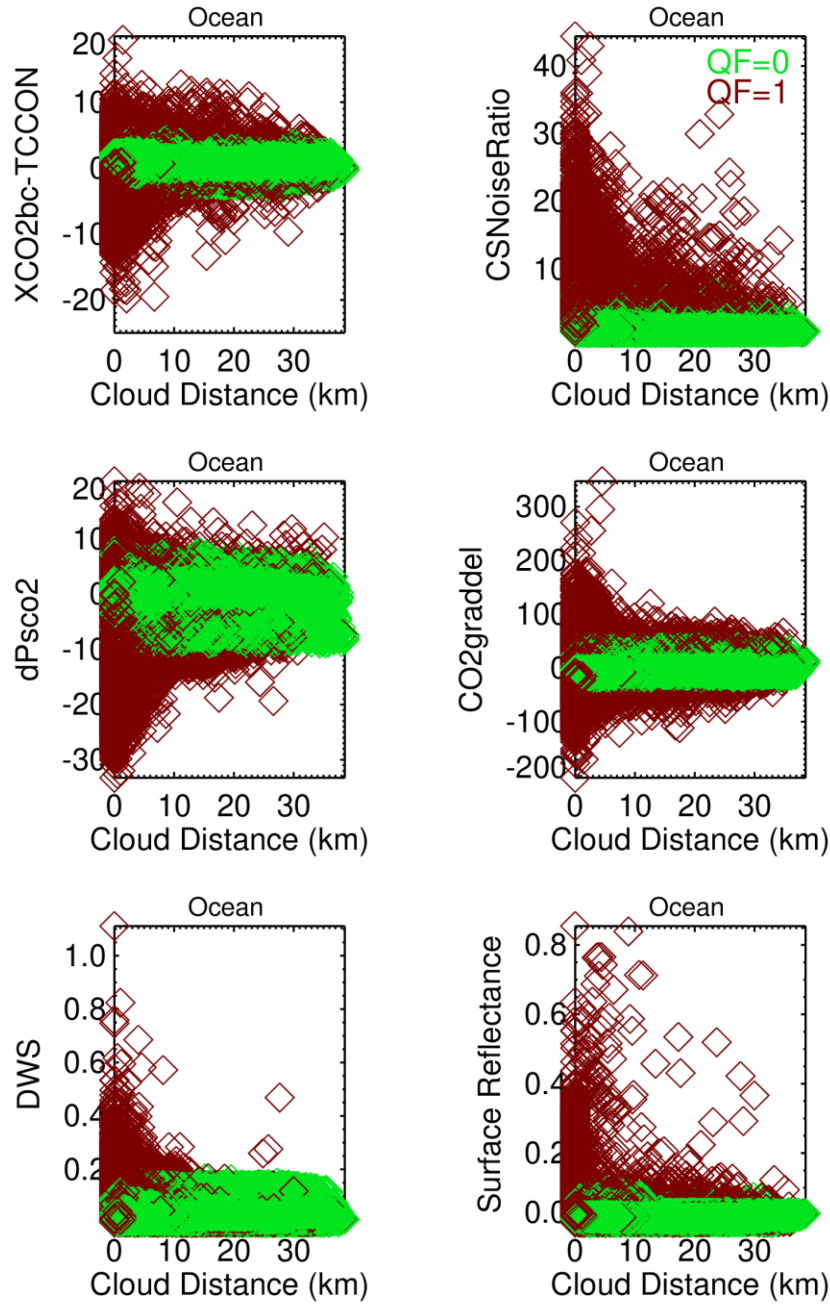 Ocean
XCO2bc-TCCON
20
10
0
-10
-20
0 10 20 30
Cloud Distance (km)
Ocean
CSNoiseRatio
40
30
20
10
QF=0
QF=1
0 10 20 30
Cloud Distance (km)
Ocean
dPsco2
20
10
0
-10
-20
-30
0 10 20 30
Cloud Distance (km)
Ocean
CO2graddel
300
200
100
0
-100
-200
0 10 20 30
Cloud Distance (km)
Ocean
DWS
1.0
0.8
0.6
0.4
0.2
0 10 20 30
Cloud Distance (km)
Ocean
Surface Reflectance
0.8
0.6
0.4
0.2
0.0
0 10 20 30
Cloud Distance (km)